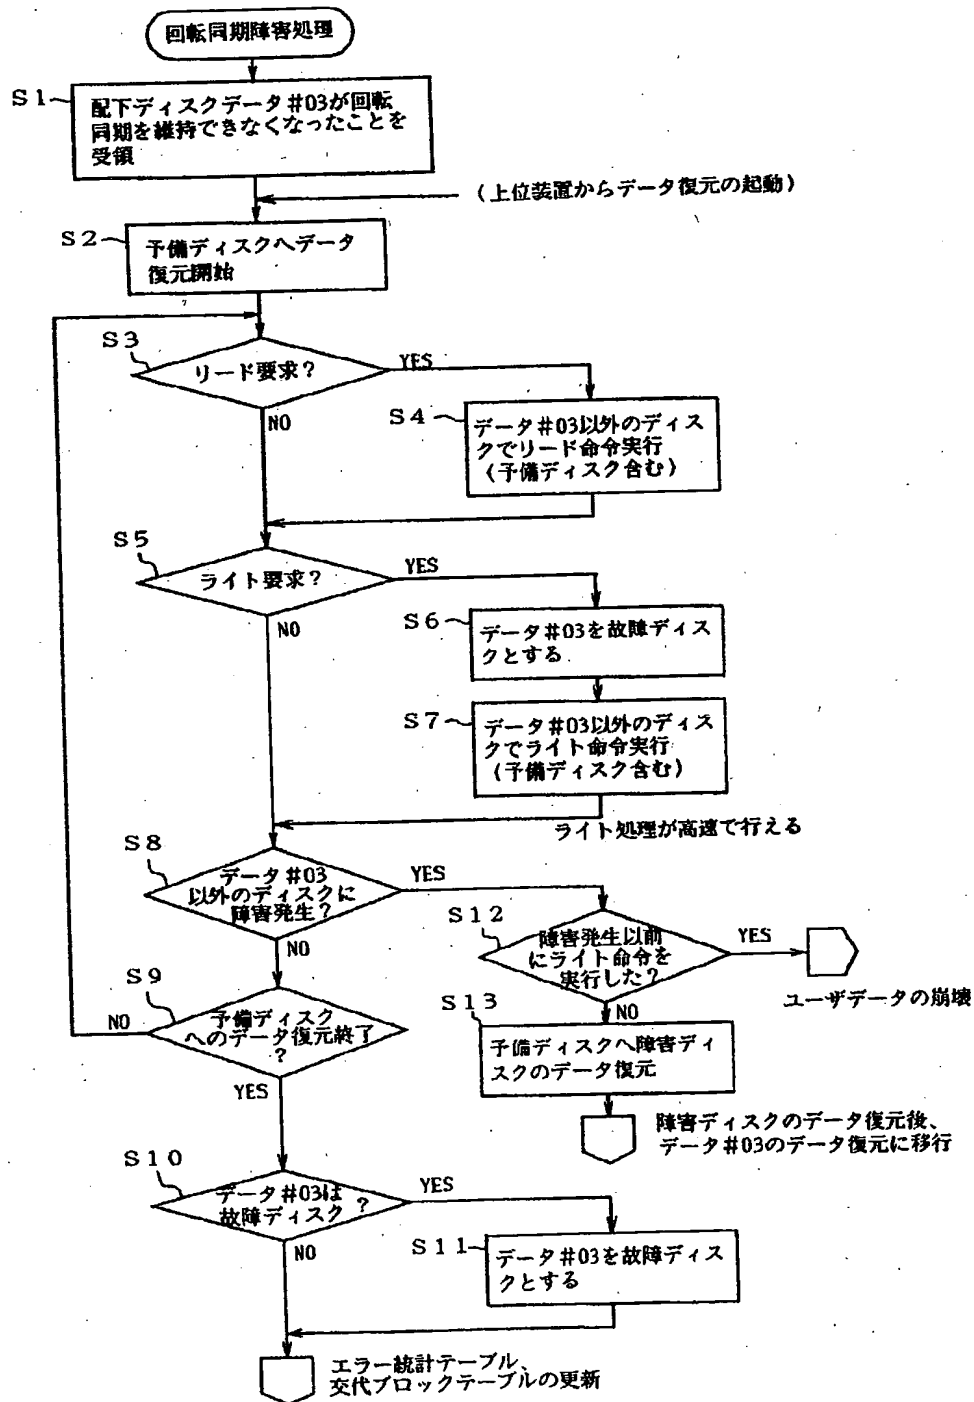 回転同期障害処理
S1
配下ディスクデータ#03が回転
同期を維持できなくなったことを
受領
(上位装置からデータ復元の起動)
S2
予備ディスクへデータ
復元開始
S3
リード要求?
YES
NO
S4
データ#03以外のディス
クでリード命令実行
(予備ディスク含む)
S5
ライト要求?
YES
NO
S6
データ#03を故障ディス
クとする
S7
データ#03以外のディス
クでライト命令実行
(予備ディスク含む)
ライト処理が高速で行える
S8
データ#03
以外のディスクに
障害発生?
YES
NO
S12
障害発生以前
にライト命令を
実行した?
YES
NO
ユーザデータの崩壊
S9
予備ディスク
へのデータ復元終了
?
NO
YES
S13
予備ディスクへ障害ディ
スクのデータ復元
障害ディスクのデータ復元後、
データ#03のデータ復元に移行
S10
データ#03は
故障ディスク?
YES
NO
S11
データ#03を故障ディス
クとする
エラー統計テーブル、
交代ブロックテーブルの更新